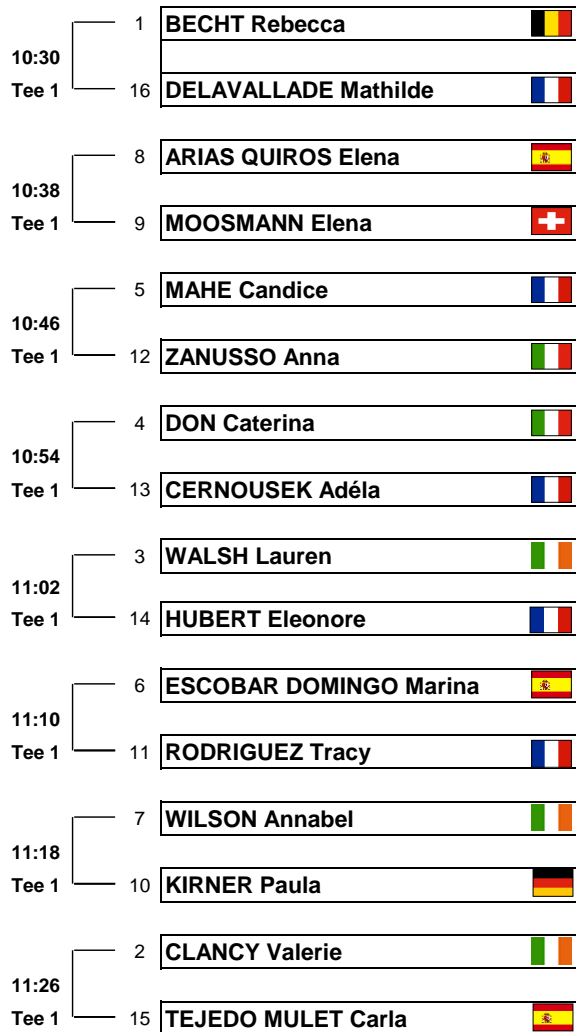 1 BECHT Rebecca
10:30
Tee 1 16 DELAVALLADE Mathilde
8 ARIAS QUIROS Elena
10:38
Tee 1 9 MOOSMANN Elena
5 MAHE Candice
10:46
Tee 1 12 ZANUSSO Anna
4 DON Caterina
10:54
Tee 1 13 CERNOUSEK Adéla
3 WALSH Lauren
11:02
Tee 1 14 HUBERT Eleonore
6 ESCOBAR DOMINGO Marina
11:10
Tee 1 11 RODRIGUEZ Tracy
7 WILSON Annabel
11:18
Tee 1 10 KIRNER Paula
2 CLANCY Valerie
11:26
Tee 1 15 TEJEDO MULET Carla